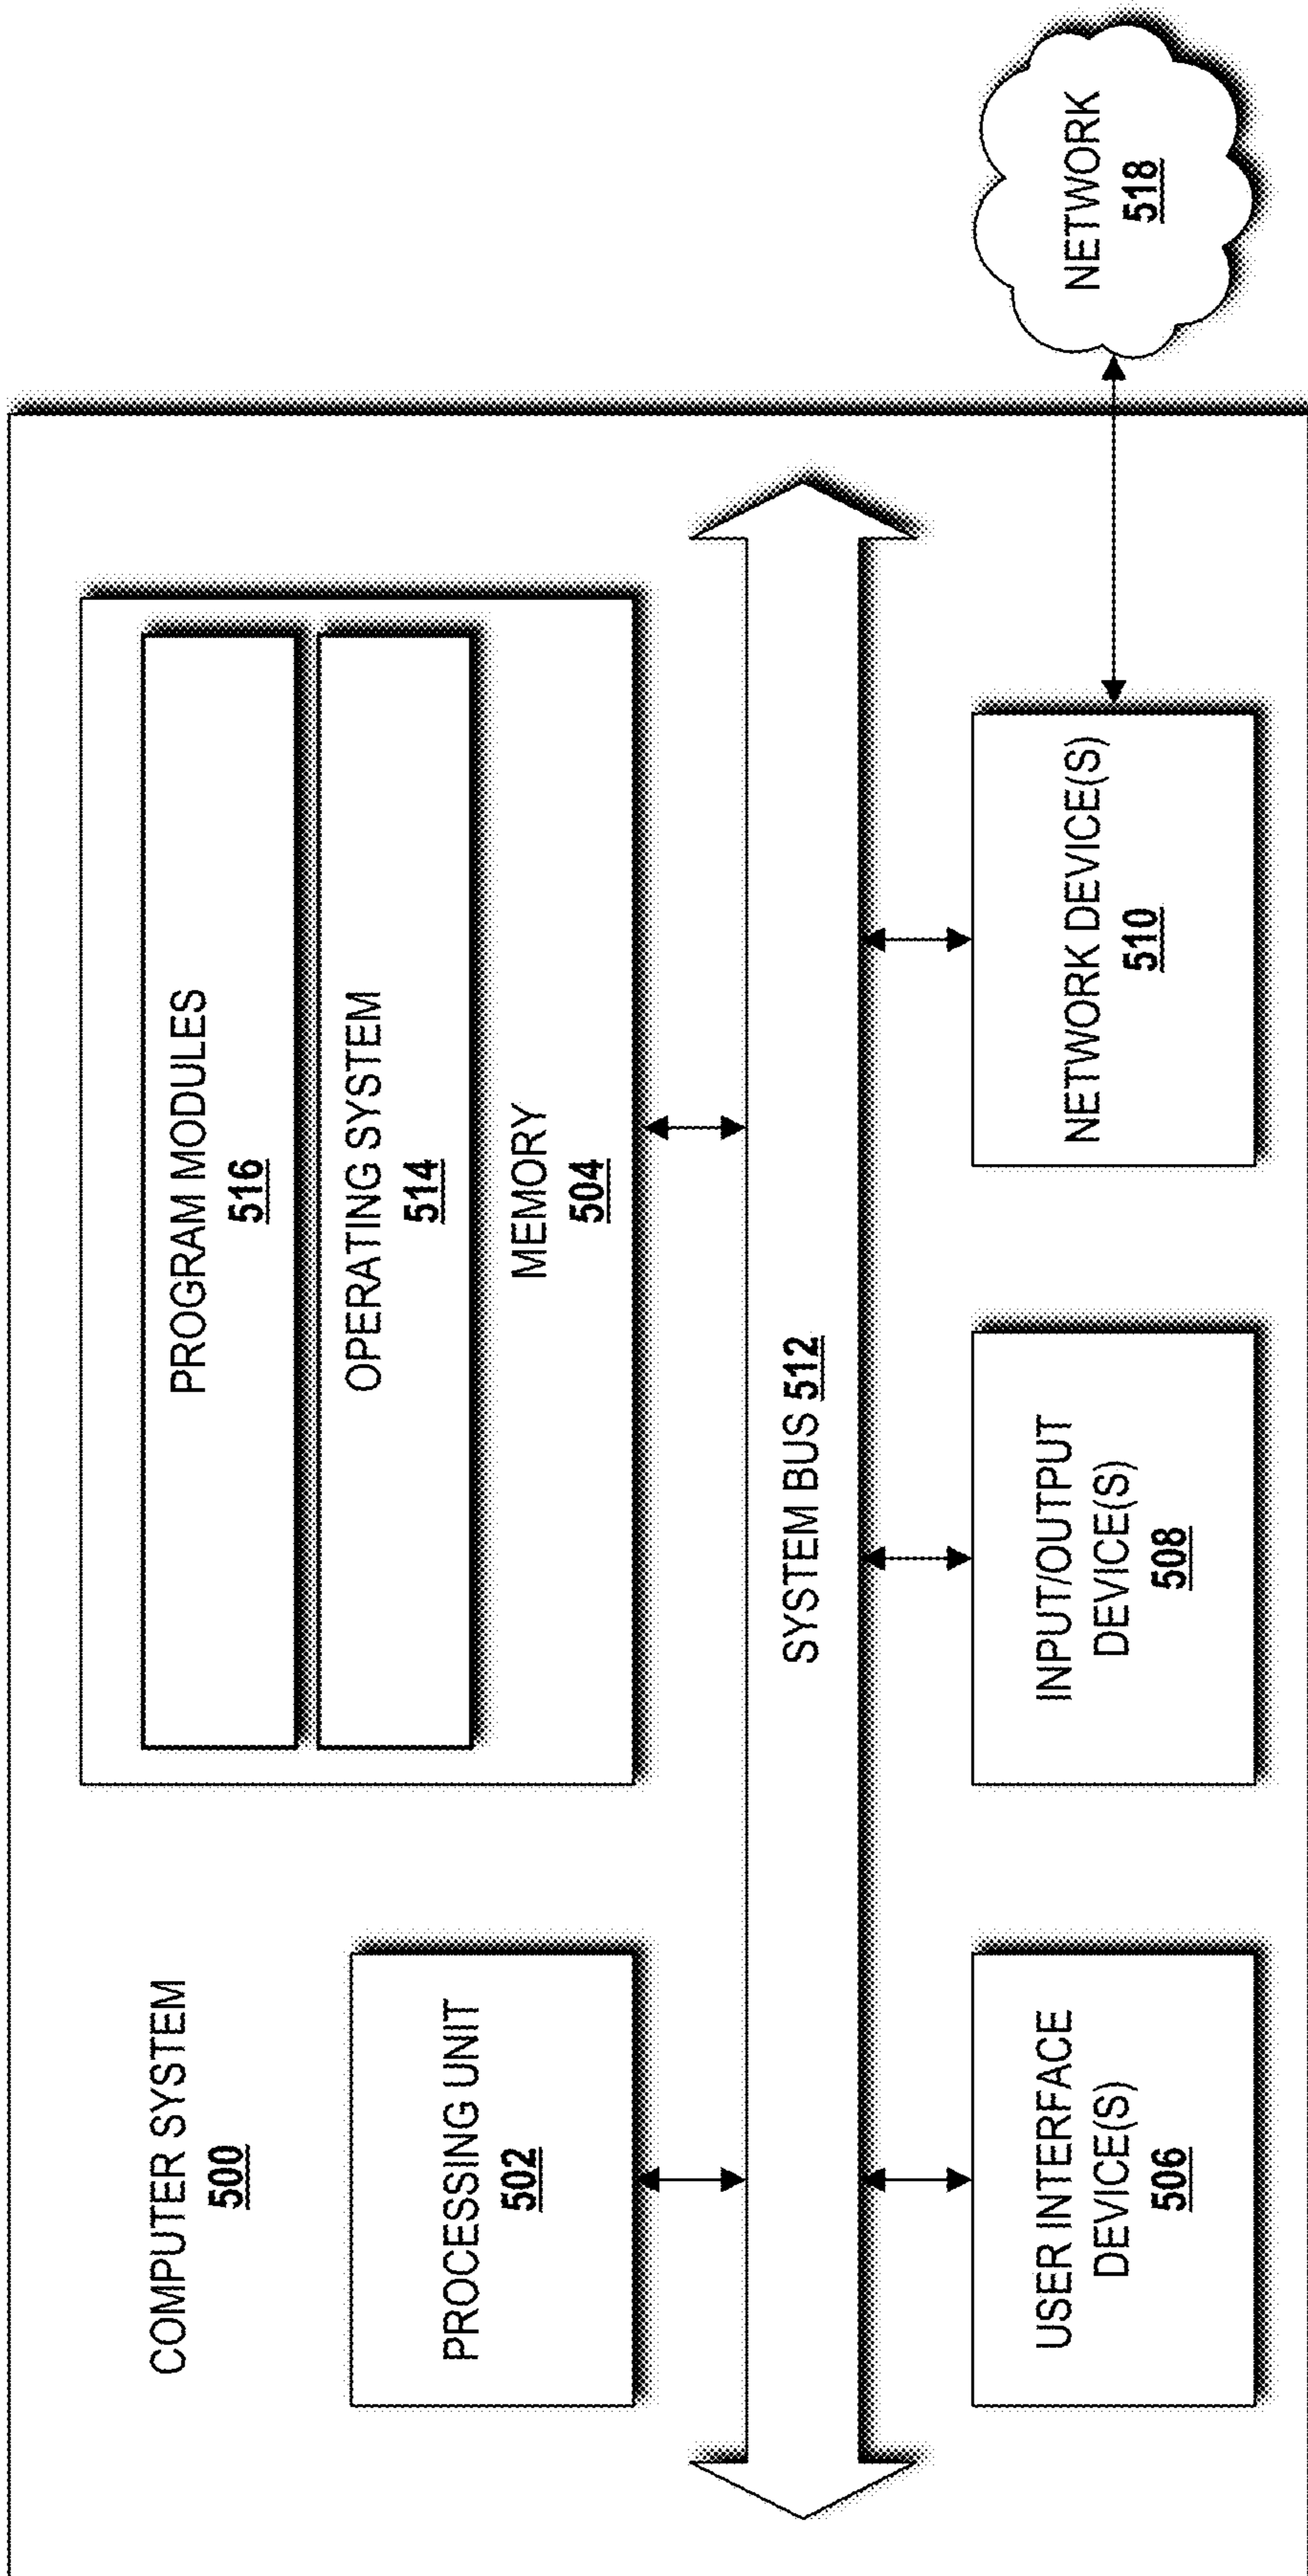 COMPUTER SYSTEM
500
PROCESSING UNIT
502
PROGRAM MODULES
516
OPERATING SYSTEM
514
MEMORY
504
SYSTEM BUS 512
USER INTERFACE
DEVICE(S)
506
INPUT/OUTPUT
DEVICE(S)
508
NETWORK DEVICE(S)
510
NETWORK
518